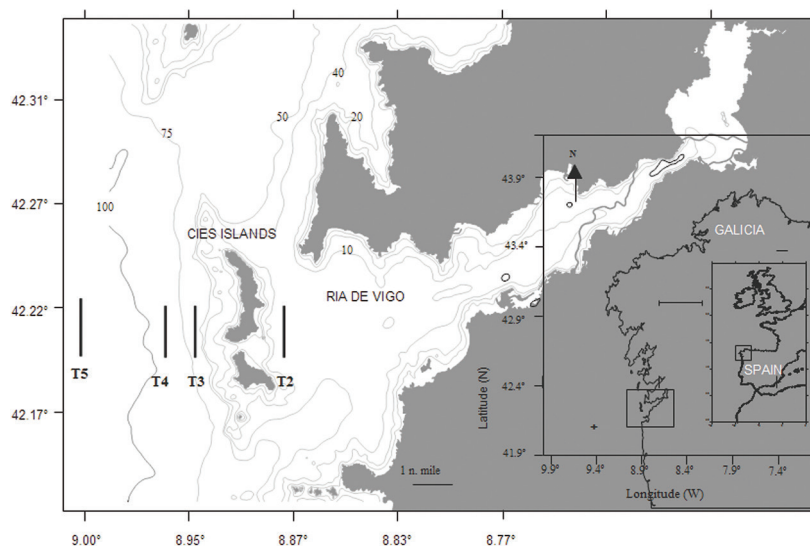 42.31°
42.27°
42.22°
42.17°
40
50
20
75
100
CIES ISLANDS
10
RIA DE VIGO
T5
T4
T3
T2
1 n. mile
9.00°
8.95°
8.87°
8.83°
8.77°
N
43.9°
43.4°
42.9°
42.4°
41.9°
Latitude (N)
GALICIA
SPAIN
9.9°
9.4°
8.9°
8.4°
7.9°
7.4°
Longitude (W)